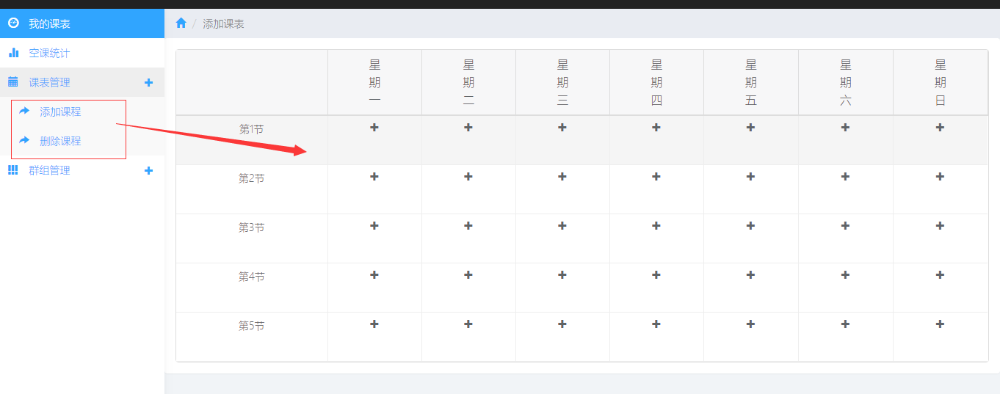 我的课表
空课统计
课表管理
添加课程
删除课程
群组管理
/ 添加课表
星期一 星期二 星期三 星期四 星期五 星期六 星期日
第1节
第2节
第3节
第4节
第5节